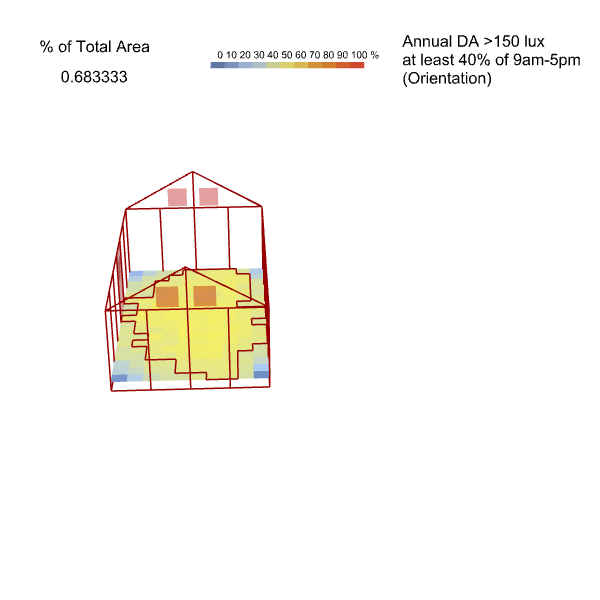 % of Total Area
0.683333
0 10 20 30 40 50 60 70 80 90 100 %
Annual DA >150 lux
at least 40% of 9am-5pm
(Orientation)